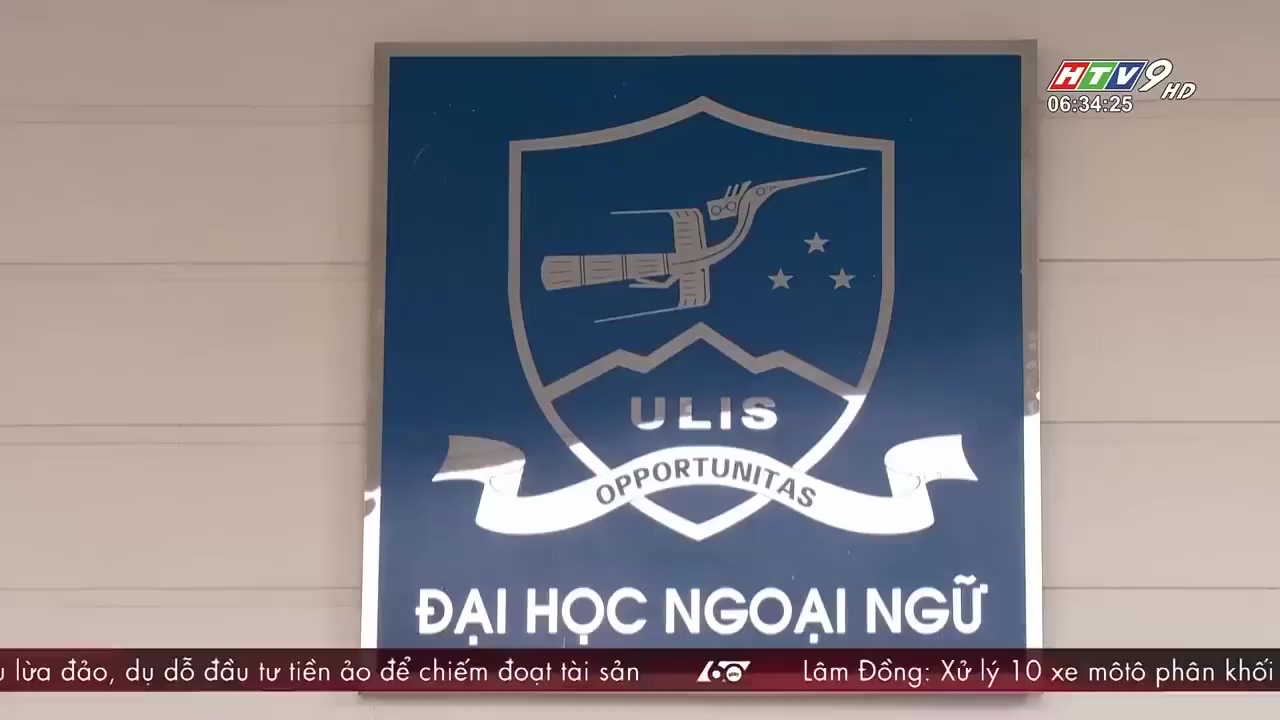 HTV9 HD
06:34:25
ULIS
OPPORTUNITAS
ĐẠI HỌC NGOẠI NGỮ
lừa đảo, dụ dỗ đầu tư tiền ảo để chiếm đoạt tài sản
Lâm Đồng: Xử lý 10 xe môtô phân khối